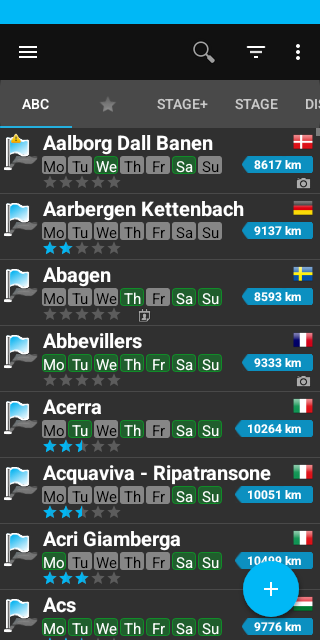 ABC STAGE+ STAGE
Aalborg Dall Banen
Mo Tu We Th Fr Sa Su 8617 km
Aarbergen Kettenbach
Mo Tu We Th Fr Sa Su 9137 km
Abagen
Mo Tu We Th Fr Sa Su 8593 km
Abbevillers
Mo Tu We Th Fr Sa Su 9333 km
Acerra
Mo Tu We Th Fr Sa Su 10264 km
Acquaviva - Ripatransone
Mo Tu We Th Fr Sa Su 10051 km
Acri Giamberga
Mo Tu We Th Fr Sa Su 10499 km
Acs
Mo Tu We Th Fr Sa Su 9776 km